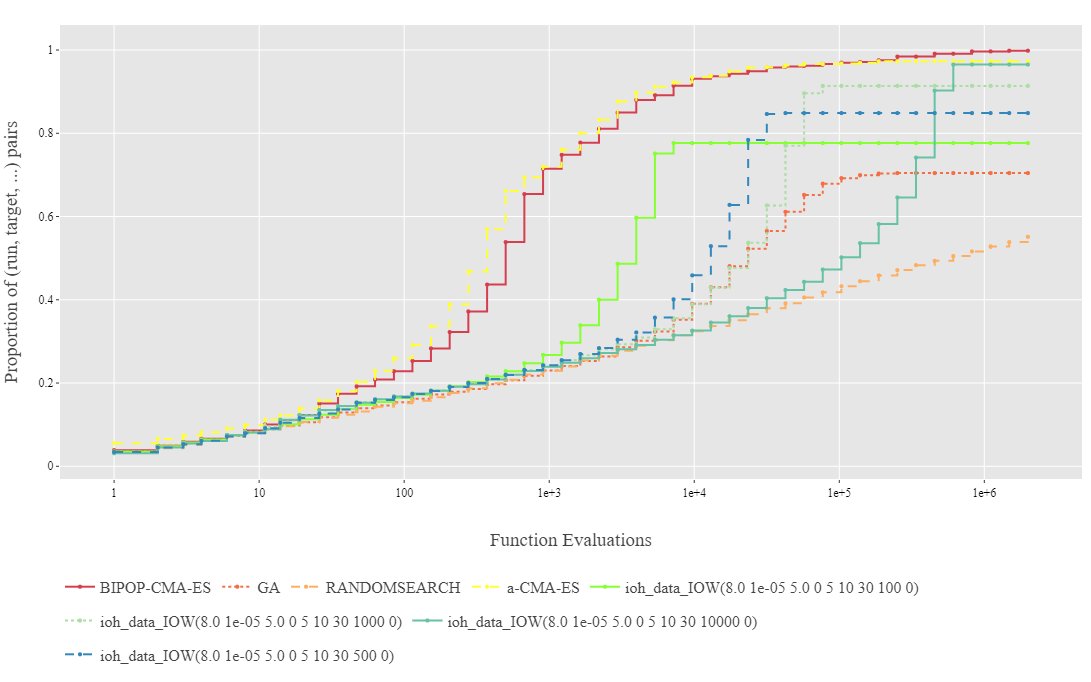 Proportion of (run, target, ...) pairs
1
0.8
0.6
0.4
0.2
0
1 10 100 1e+3 1e+4 1e+5 1e+6
Function Evaluations
BIPOP-CMA-ES GA RANDOMSEARCH a-CMA-ES ioh_data_IOW(8.0 1e-05 5.0 0 5 10 30 100 0)
ioh_data_IOW(8.0 1e-05 5.0 0 5 10 30 1000 0) ioh_data_IOW(8.0 1e-05 5.0 0 5 10 30 10000 0)
ioh_data_IOW(8.0 1e-05 5.0 0 5 10 30 500 0)